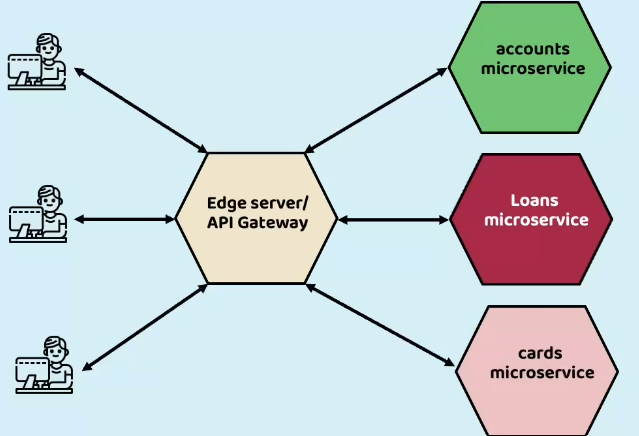 accounts
microservice
Edge server/
API Gateway
Loans
microservice
cards
microservice